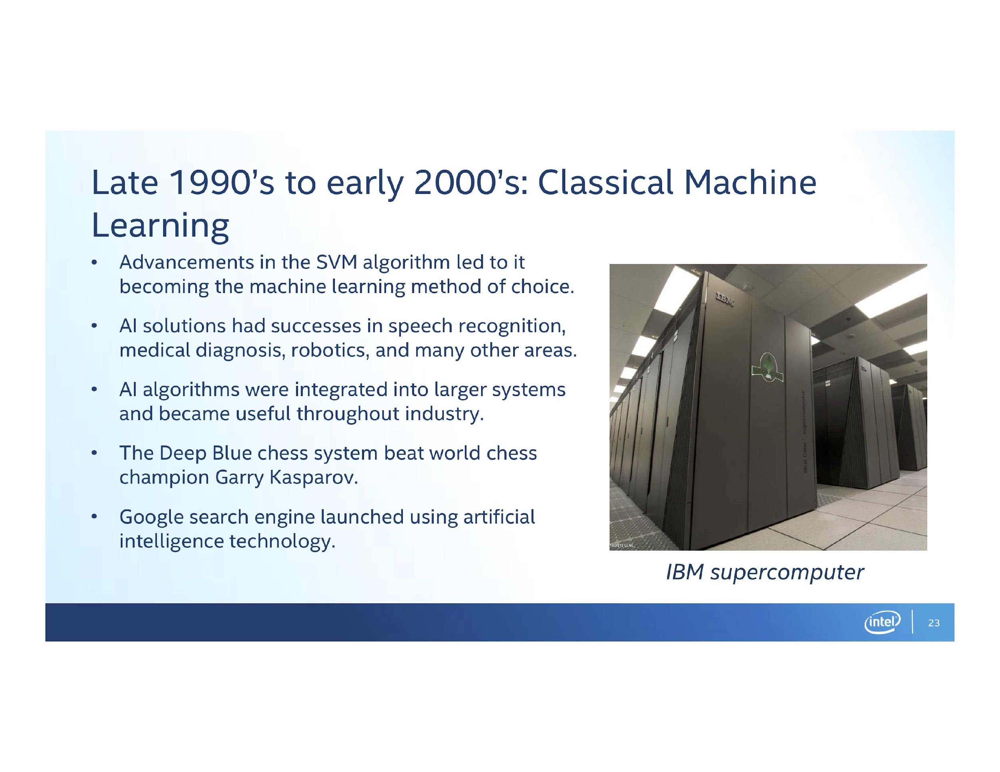 Late 1990's to early 2000's: Classical Machine
Learning
• Advancements in the SVM algorithm led to it
becoming the machine learning method of choice.
• AI solutions had successes in speech recognition,
medical diagnosis, robotics, and many other areas.
• AI algorithms were integrated into larger systems
and became useful throughout industry.
• The Deep Blue chess system beat world chess
champion Garry Kasparov.
• Google search engine launched using artificial
intelligence technology.
IBM
SEQUOIA
Blue Gene supercomputer
19/2012 LLNL
IBM supercomputer
intel
23